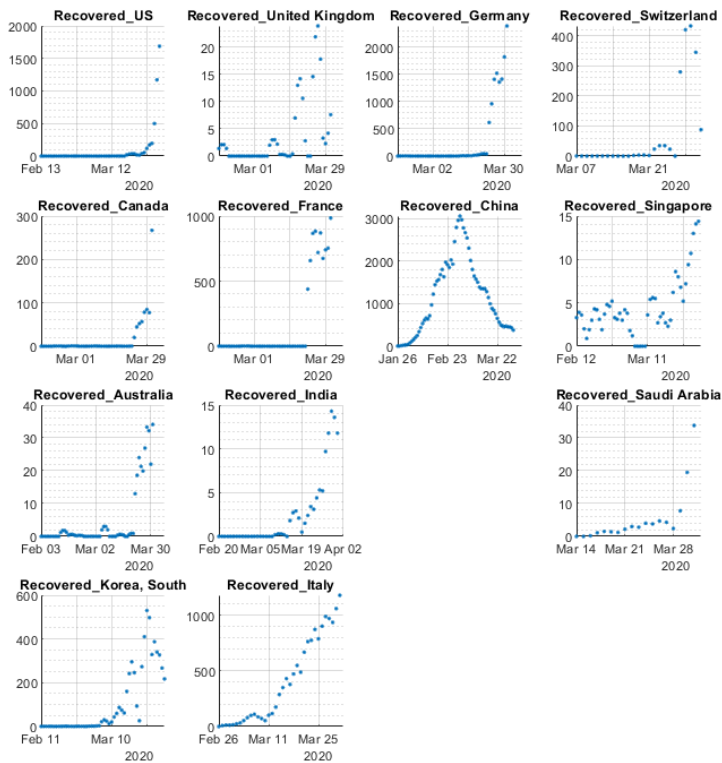 Recovered_US
2000
1500
1000
500
0
Feb 13
Mar 12
2020
Recovered_United Kingdom
20
15
10
5
0
Mar 01
Mar 29
2020
Recovered_Germany
2000
1500
1000
500
0
Mar 02
Mar 30
2020
Recovered_Switzerland
400
300
200
100
0
Mar 07
Mar 21
2020
Recovered_Canada
300
200
100
0
Mar 01
Mar 29
2020
Recovered_France
1000
500
0
Mar 01
Mar 29
2020
Recovered_China
3000
2000
1000
0
Jan 26
Feb 23
Mar 22
2020
Recovered_Singapore
15
10
5
0
Feb 12
Mar 11
2020
Recovered_Australia
40
30
20
10
0
Feb 03
Mar 02
Mar 30
2020
Recovered_India
15
10
5
0
Feb 20
Mar 05
Mar 19
Apr 02
2020
Recovered_Saudi Arabia
40
30
20
10
0
Mar 14
Mar 21
Mar 28
2020
Recovered_Korea, South
600
400
200
0
Feb 11
Mar 10
2020
Recovered_Italy
1000
500
0
Feb 26
Mar 11
Mar 25
2020